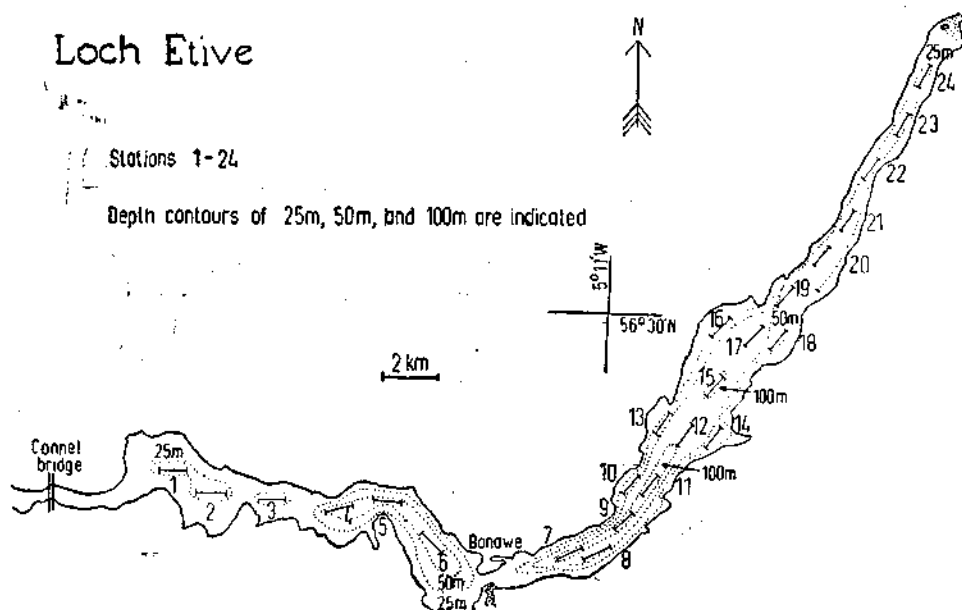 Loch Etive
N
Stations 1-24
Depth contours of 25m, 50m, and 100m are indicated
5°11'W
56°30'N
2 km
Connel
bridge
25m
1
2
3
4
5
6
50m
25m
Bonawe
7
8
9
10
11
100m
12
13
14
15
100m
16
17
50m
18
19
20
21
22
23
24
25m